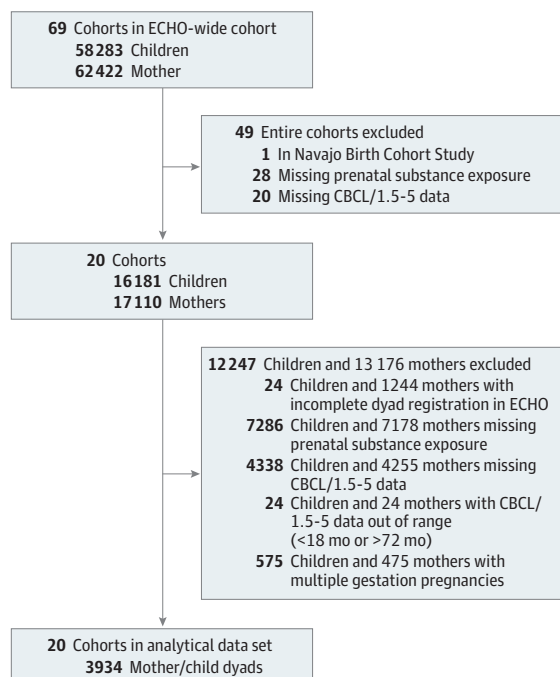 69 Cohorts in ECHO-wide cohort
58283 Children
62422 Mother
49 Entire cohorts excluded
1 In Navajo Birth Cohort Study
28 Missing prenatal substance exposure
20 Missing CBCL/1.5-5 data
20 Cohorts
16181 Children
17110 Mothers
12247 Children and 13 176 mothers excluded
24 Children and 1244 mothers with
incomplete dyad registration in ECHO
7286 Children and 7178 mothers missing
prenatal substance exposure
4338 Children and 4255 mothers missing
CBCL/1.5-5 data
24 Children and 24 mothers with CBCL/
1.5-5 data out of range
(<18 mo or >72 mo)
575 Children and 475 mothers with
multiple gestation pregnancies
20 Cohorts in analytical data set
3934 Mother/child dyads